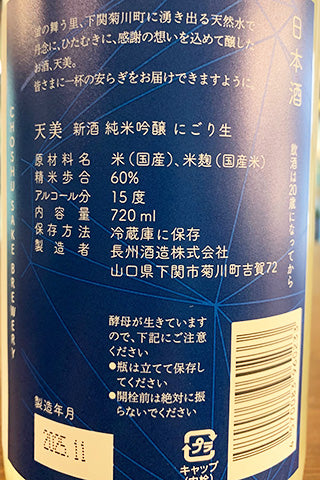 蛍の舞う里、下関菊川町に湧き出る天然水で
丹念に、ひたむきに、感謝の想いを込めて醸した
お酒、天美。
皆さまに一杯の安らぎをお届けできますように
日本酒
飲酒は20歳になってから
天美 新酒 純米吟醸 にごり生
原材料名 米(国産)、米麹(国産米)
精米歩合 60%
アルコール分 15度
内容量 720ml
保存方法 冷蔵庫に保存
製造者 長州酒造株式会社
山口県下関市菊川町古賀72
CHOSHU SAKE BREWERY
酵母が生きています
ので、下記にご注意
ください
●瓶は立てて保存し
てください
●開栓前は絶対に振
らないでください
製造年月
2025.11
プラ
キャップ